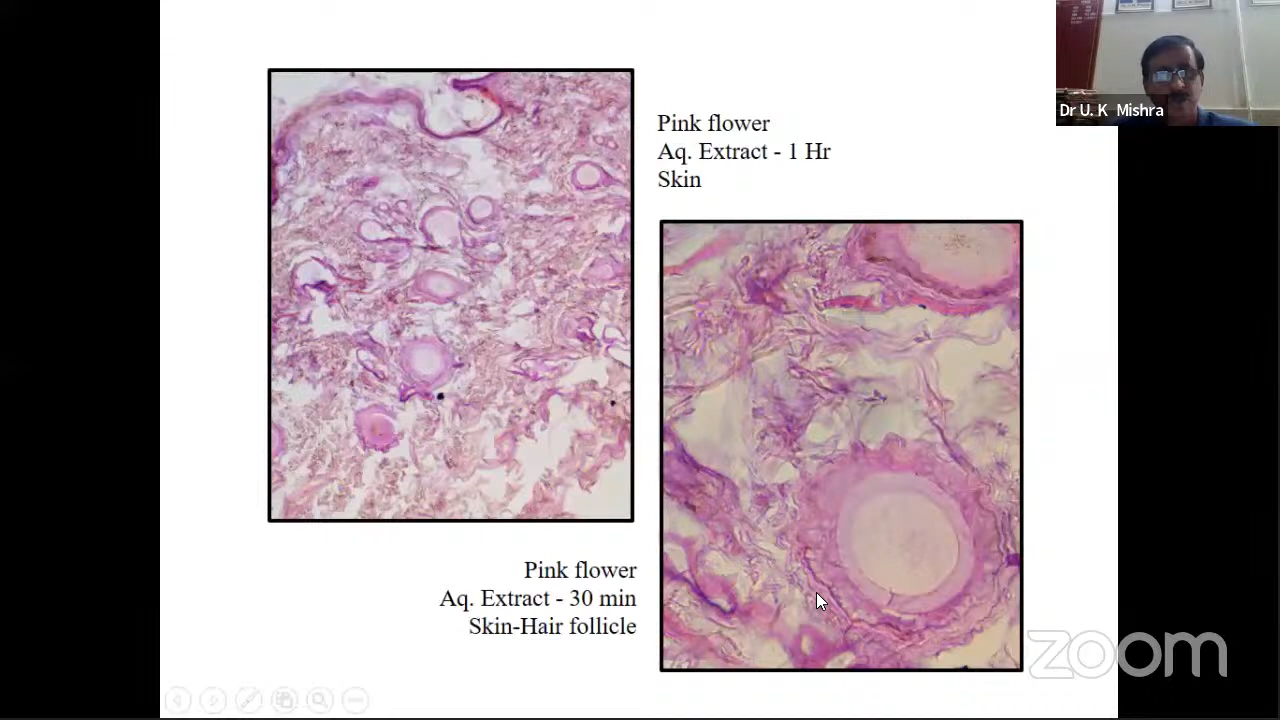 Dr U. K Mishra
Pink flower
Aq. Extract - 1 Hr
Skin
Pink flower
Aq. Extract - 30 min
Skin-Hair follicle
zoom